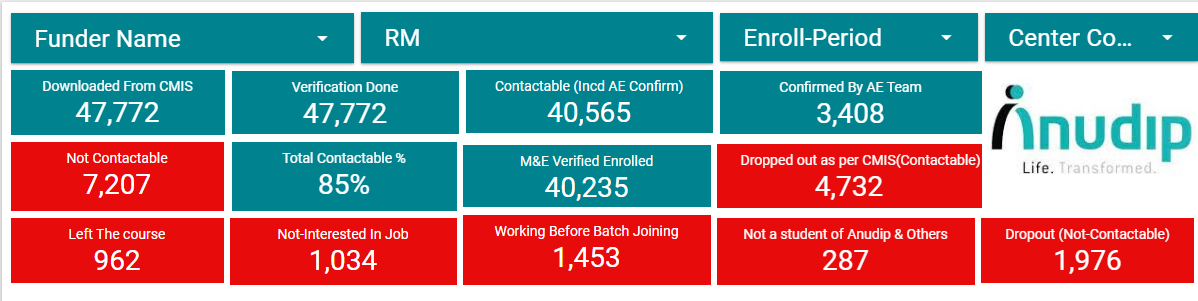 Funder Name
RM
Enroll-Period
Center Co...
Downloaded From CMIS
47,772
Verification Done
47,772
Contactable (Incd AE Confirm)
40,565
Confirmed By AE Team
3,408
Anudip
Life. Transformed.
Not Contactable
7,207
Total Contactable %
85%
M&E Verified Enrolled
40,235
Dropped out as per CMIS(Contactable)
4,732
Left The course
962
Not-Interested In Job
1,034
Working Before Batch Joining
1,453
Not a student of Anudip & Others
287
Dropout (Not-Contactable)
1,976